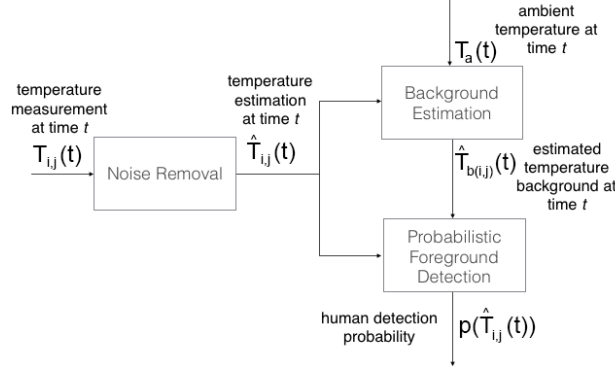 ambient
temperature at
time t
Tₐ(t)
temperature
measurement
at time t
T i,j (t)
Noise Removal
temperature
estimation
at time t
T̂ i,j (t)
Background
Estimation
T̂ b(i,j) (t)
estimated
temperature
background at
time t
Probabilistic
Foreground
Detection
human detection
probability
p(T̂ i,j (t))